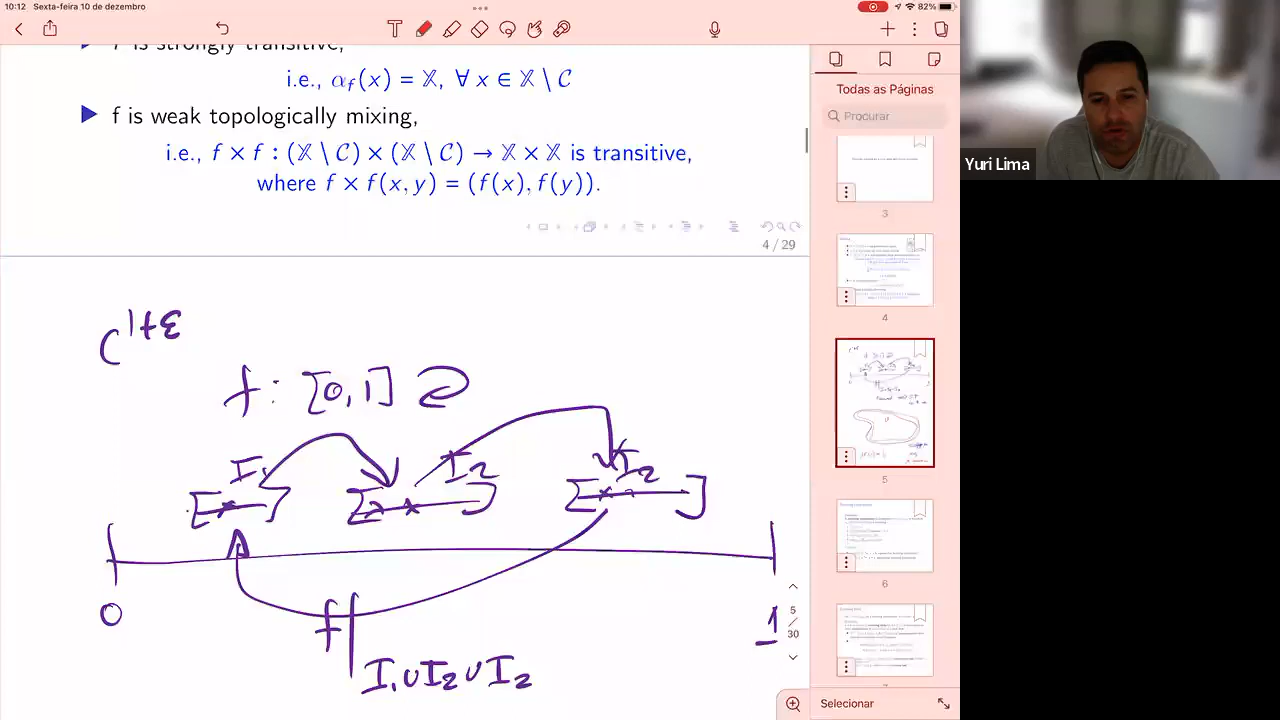 10:12 Sexta-feira 10 de dezembro
82%
f is strongly transitive,
i.e., α_f(x) = 𝕏, ∀ x ∈ 𝕏 \ 𝒞
f is weak topologically mixing,
i.e., f × f : (𝕏 \ 𝒞) × (𝕏 \ 𝒞) → 𝕏 × 𝕏 is transitive,
where f × f(x, y) = (f(x), f(y)).
4 / 29
C^{1+ε}
f : [0,1]
I₁ I₂ I₂
0 1
f|
I₁ ∪ I₂ ∪ I₂
5
/
30
Todas as Páginas
Procurar
3
4
5
6
Selecionar
Yuri Lima